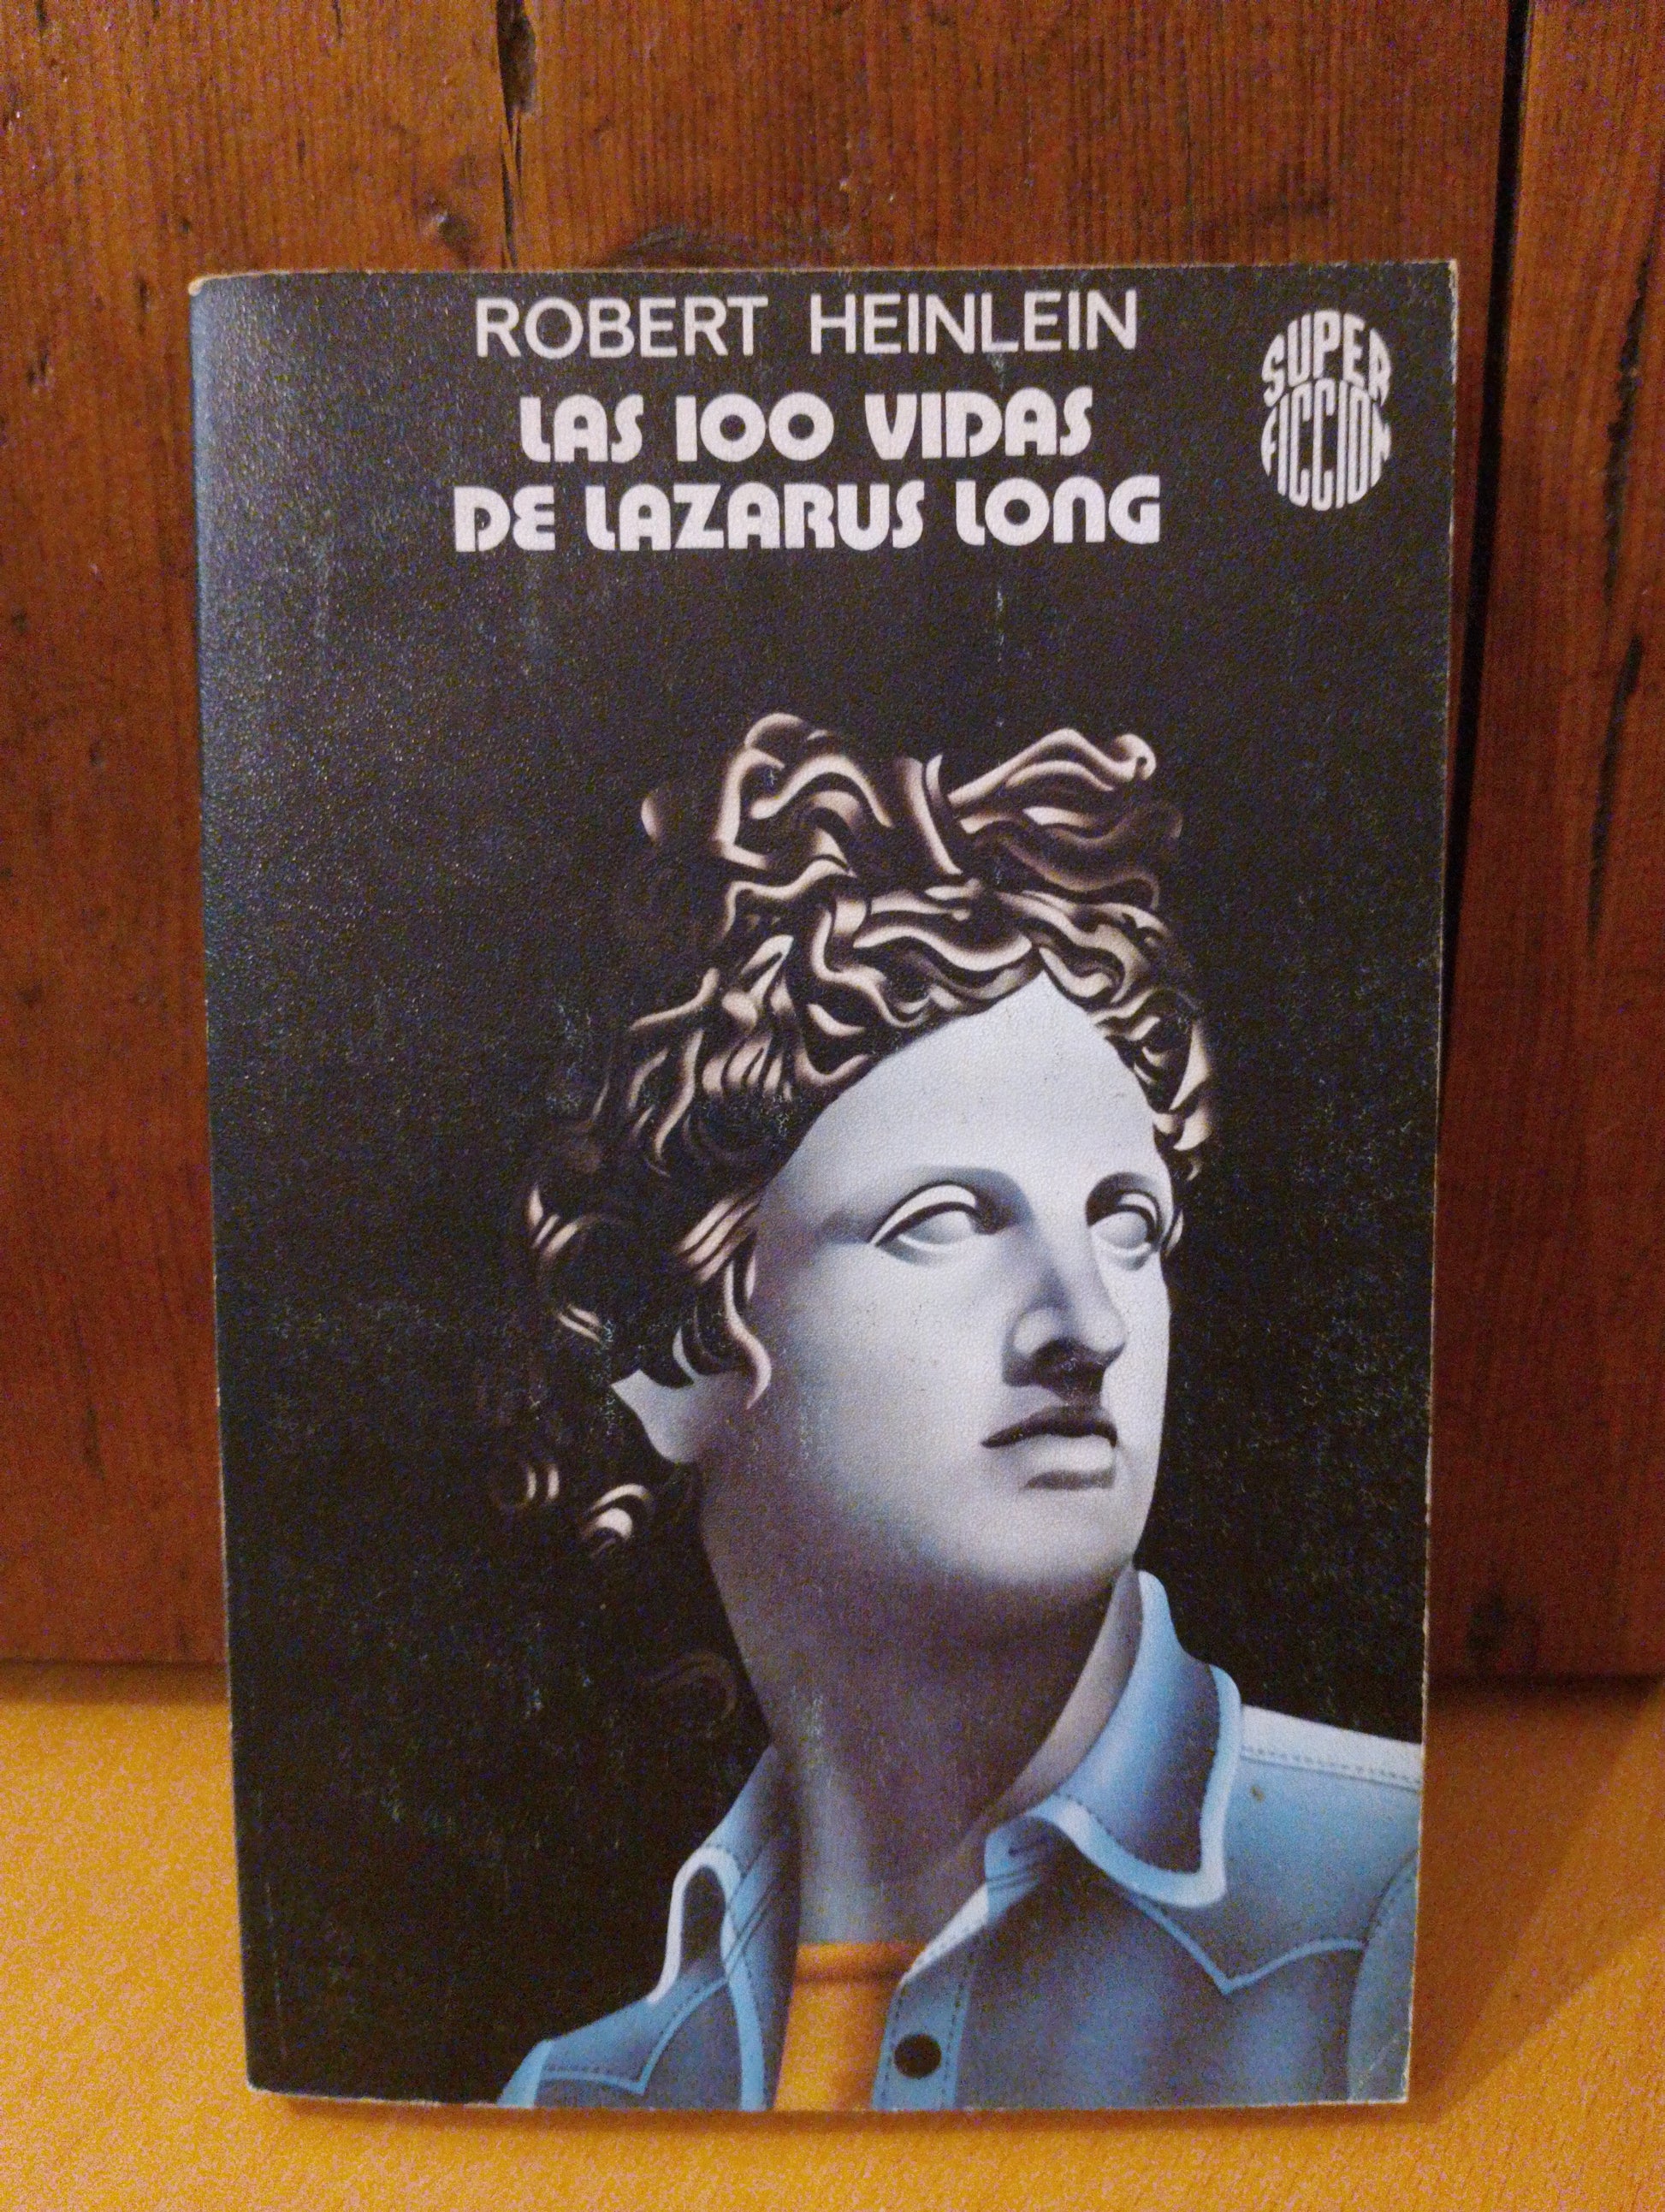 ROBERT HEINLEIN
LAS 100 VIDAS
DE LAZARUS LONG
SUPER
FICCION